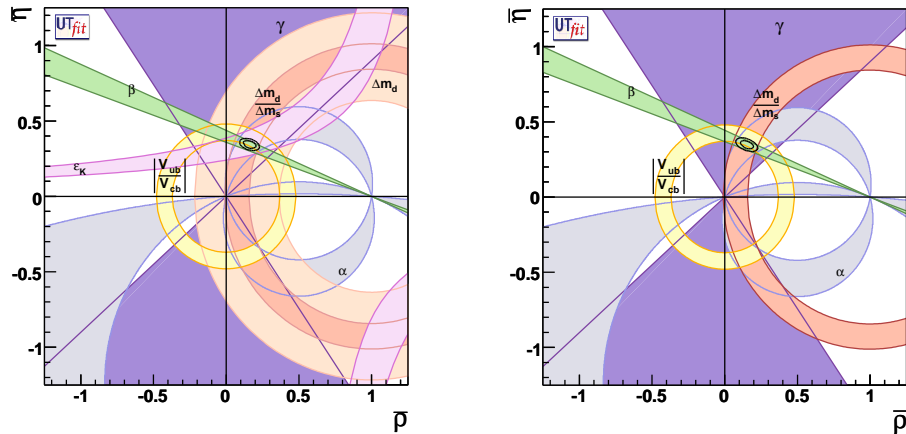 η̅
UTfit
γ
1
Δm_d
Δm_s
Δm_d
β
0.5
ε_K
|V_ub
V_cb|
0
-0.5
α
-1
-1 -0.5 0 0.5 1
ρ̅
η̅
UTfit
γ
1
Δm_d
Δm_s
β
0.5
|V_ub
V_cb|
0
-0.5
α
-1
-1 -0.5 0 0.5 1
ρ̅